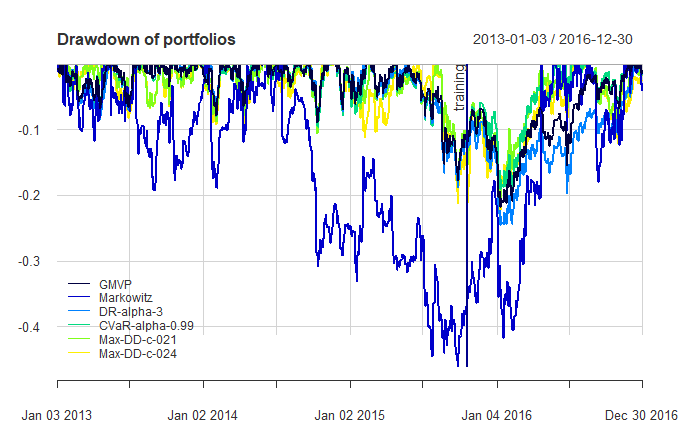 Drawdown of portfolios 2013-01-03 / 2016-12-30
training
-0.1
-0.2
-0.3
-0.4
GMVP
Markowitz
DR-alpha-3
CVaR-alpha-0.99
Max-DD-c-021
Max-DD-c-024
Jan 03 2013 Jan 02 2014 Jan 02 2015 Jan 04 2016 Dec 30 2016